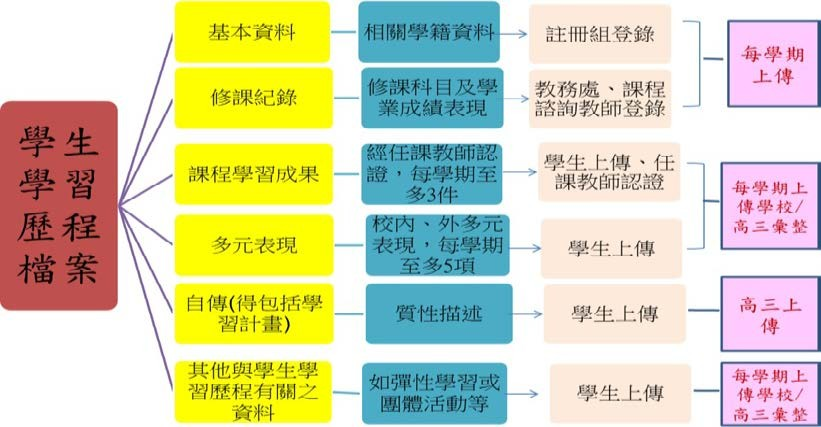 學生
學習
歷程
檔案
基本資料
相關學籍資料
註冊組登錄
每學期
上傳
修課紀錄
修課科目及學
業成績表現
教務處、課程
諮詢教師登錄
課程學習成果
經任課教師認
證，每學期至
多3件
學生上傳、任
課教師認證
每學期上
傳學校/
高三彙整
多元表現
校內、外多元
表現，每學期
至多5項
學生上傳
自傳(得包括學
習計畫)
質性描述
學生上傳
高三上
傳
其他與學生學
習歷程有關之
資料
如彈性學習或
團體活動等
學生上傳
每學期上
傳學校/
高三彙整